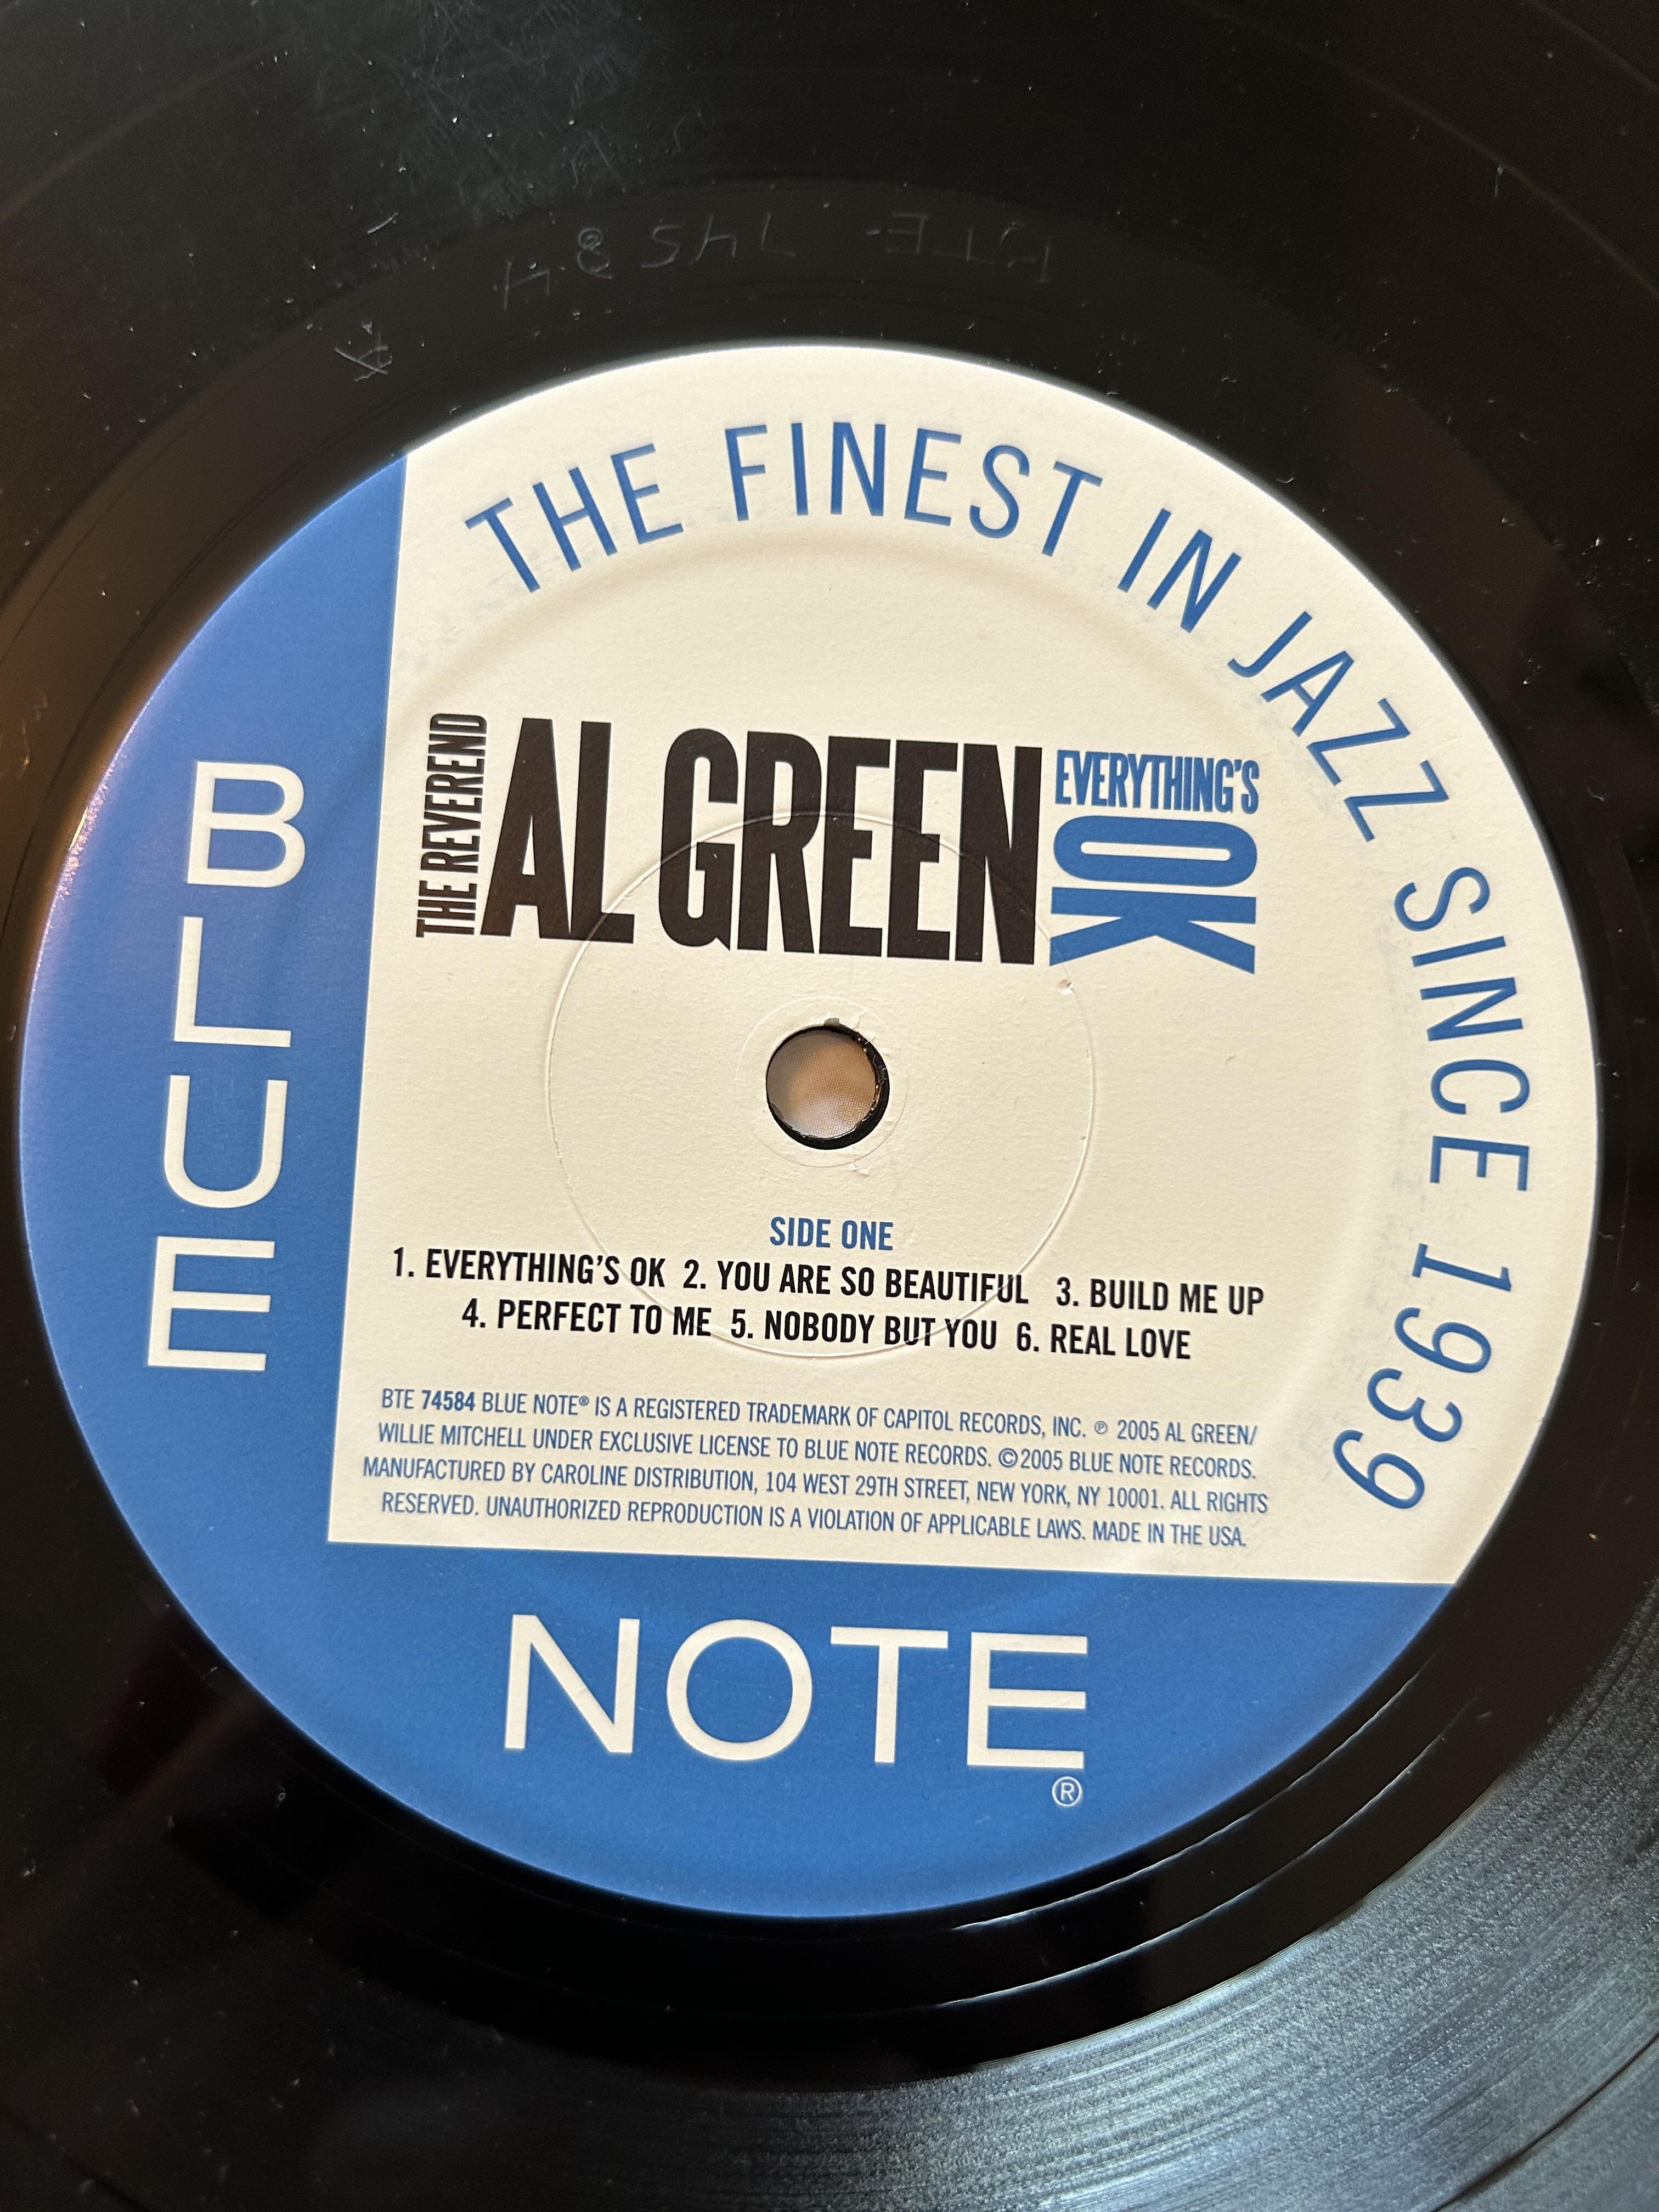 BTE-74584
A
THE FINEST IN JAZZ SINCE 1939
THE REVEREND
AL GREEN
EVERYTHING'S
OK
BLUE
SIDE ONE
1. EVERYTHING'S OK 2. YOU ARE SO BEAUTIFUL 3. BUILD ME UP
4. PERFECT TO ME 5. NOBODY BUT YOU 6. REAL LOVE
BTE 74584 BLUE NOTE® IS A REGISTERED TRADEMARK OF CAPITOL RECORDS, INC. ℗ 2005 AL GREEN/
WILLIE MITCHELL UNDER EXCLUSIVE LICENSE TO BLUE NOTE RECORDS. ©2005 BLUE NOTE RECORDS.
MANUFACTURED BY CAROLINE DISTRIBUTION, 104 WEST 29TH STREET, NEW YORK, NY 10001. ALL RIGHTS
RESERVED. UNAUTHORIZED REPRODUCTION IS A VIOLATION OF APPLICABLE LAWS. MADE IN THE USA.
NOTE®